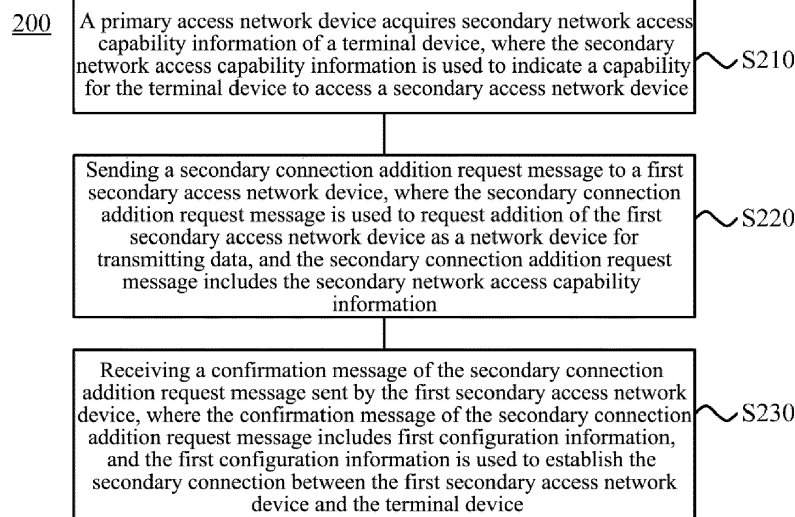 200
A primary access network device acquires secondary network access
capability information of a terminal device, where the secondary
network access capability information is used to indicate a capability
for the terminal device to access a secondary access network device
S210
Sending a secondary connection addition request message to a first
secondary access network device, where the secondary connection
addition request message is used to request addition of the first
secondary access network device as a network device for
transmitting data, and the secondary connection addition request
message includes the secondary network access capability
information
S220
Receiving a confirmation message of the secondary connection
addition request message sent by the first secondary access network
device, where the confirmation message of the secondary connection
addition request message includes first configuration information,
and the first configuration information is used to establish the
secondary connection between the first secondary access network
device and the terminal device
S230